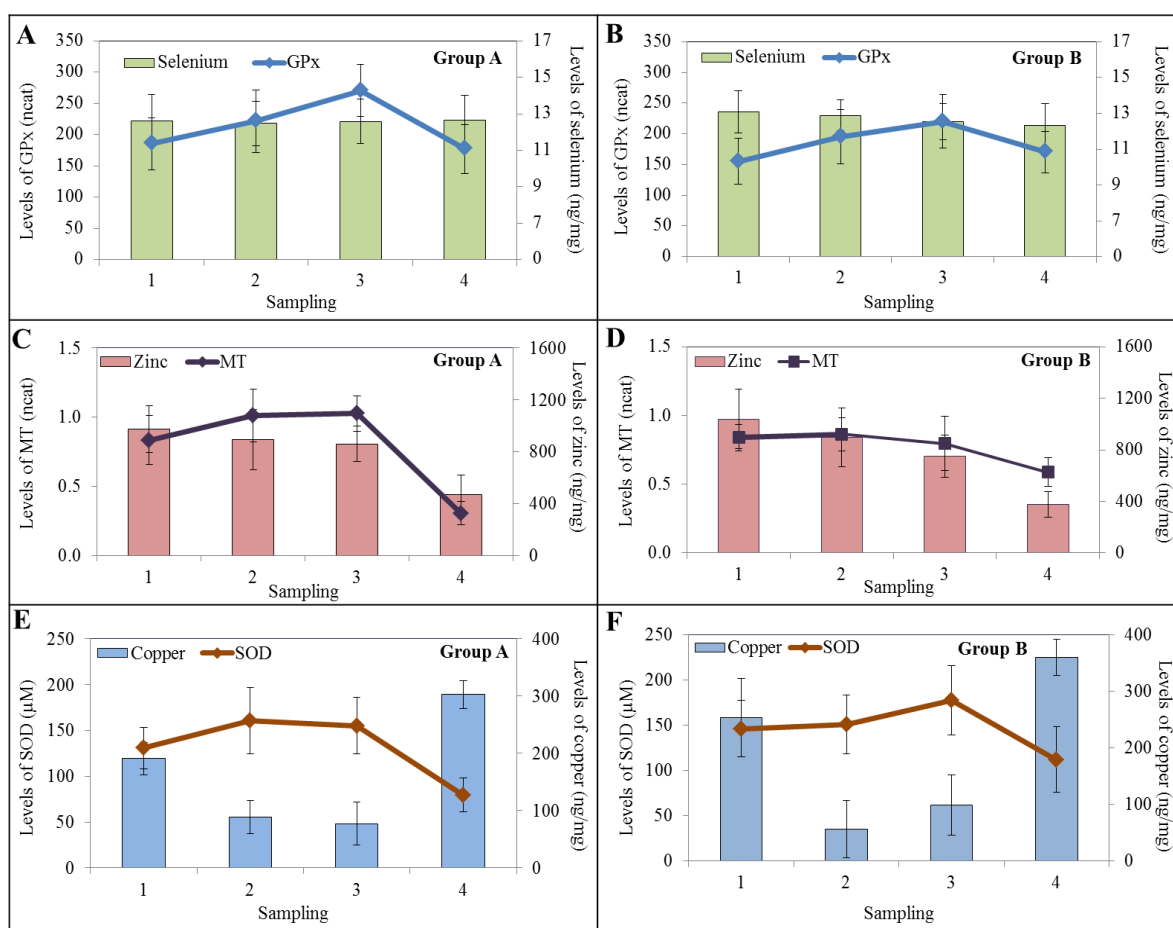 A
Group A
Selenium GPx
Levels of GPx (ncat)
350
300
250
200
150
100
50
0
17
15
13
11
9
7
0
Levels of selenium (ng/mg)
1 2 3 4
Sampling
B
Group B
Selenium GPx
Levels of GPx (ncat)
350
300
250
200
150
100
50
0
17
15
13
11
9
7
0
Levels of selenium (ng/mg)
1 2 3 4
Sampling
C
Group A
Zinc MT
Levels of MT (ncat)
1.5
1.0
0.5
0.0
1600
1200
800
400
0
Levels of zinc (ng/mg)
1 2 3 4
Sampling
D
Group B
Zinc MT
Levels of MT (ncat)
1.5
1.0
0.5
0.0
1600
1200
800
400
0
Levels of zinc (ng/mg)
1 2 3 4
Sampling
E
Group A
Copper SOD
Levels of SOD (µM)
250
200
150
100
50
0
400
300
200
100
0
Levels of copper (ng/mg)
1 2 3 4
Sampling
F
Group B
Copper SOD
Levels of SOD (µM)
250
200
150
100
50
0
400
300
200
100
0
Levels of copper (ng/mg)
1 2 3 4
Sampling